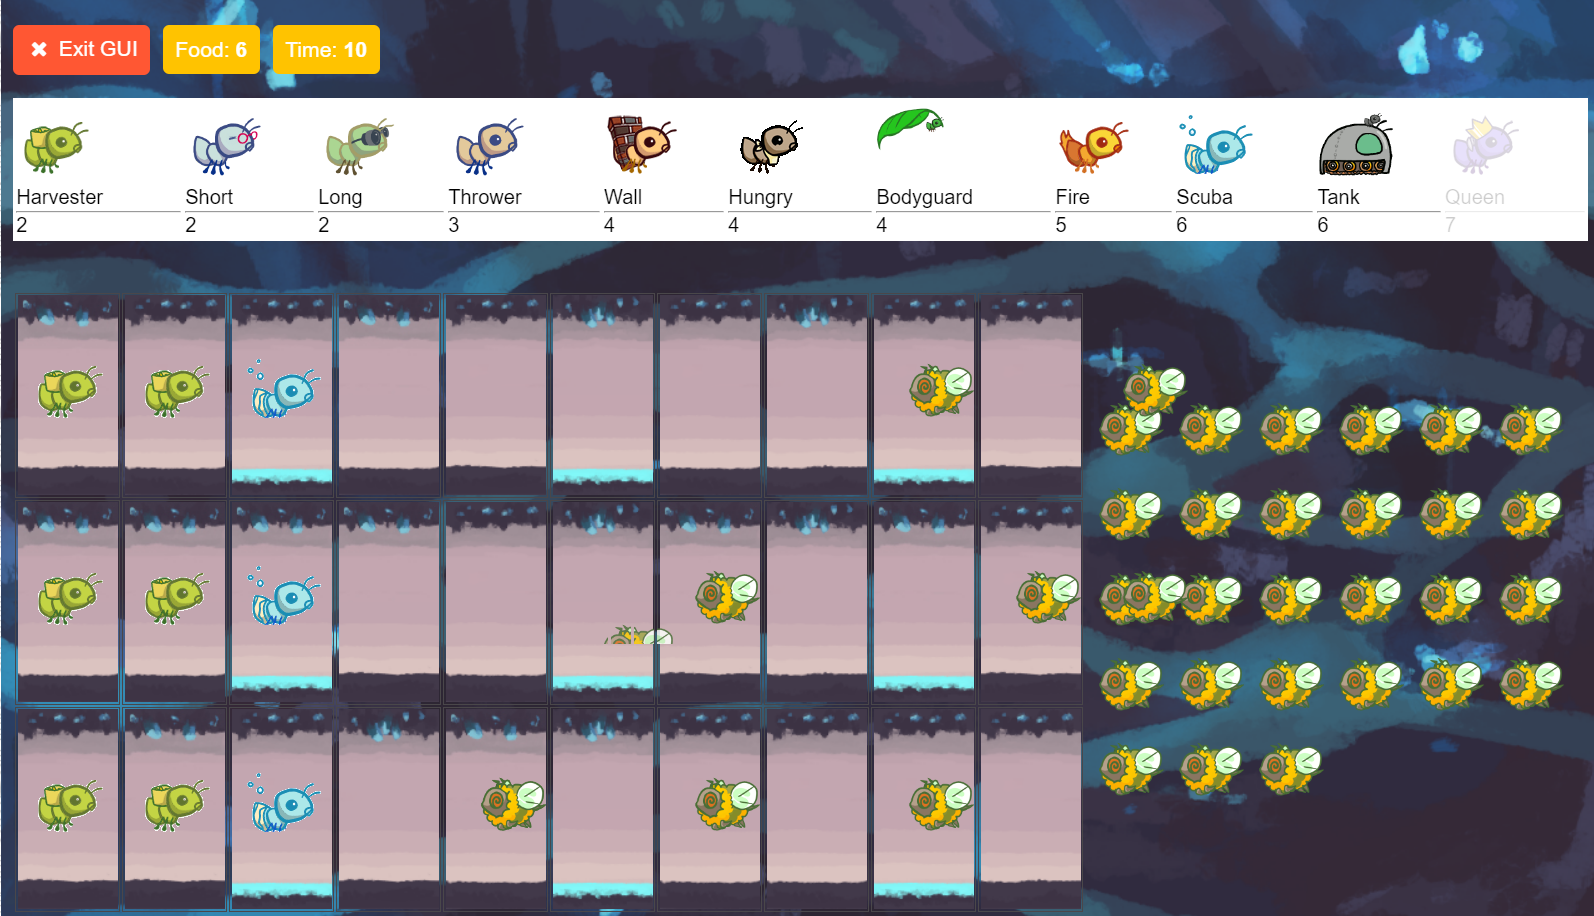 ✖ Exit GUI Food: 6 Time: 10
Harvester Short Long Thrower Wall Hungry Bodyguard Fire Scuba Tank Queen
2 2 2 3 4 4 4 5 6 6 7